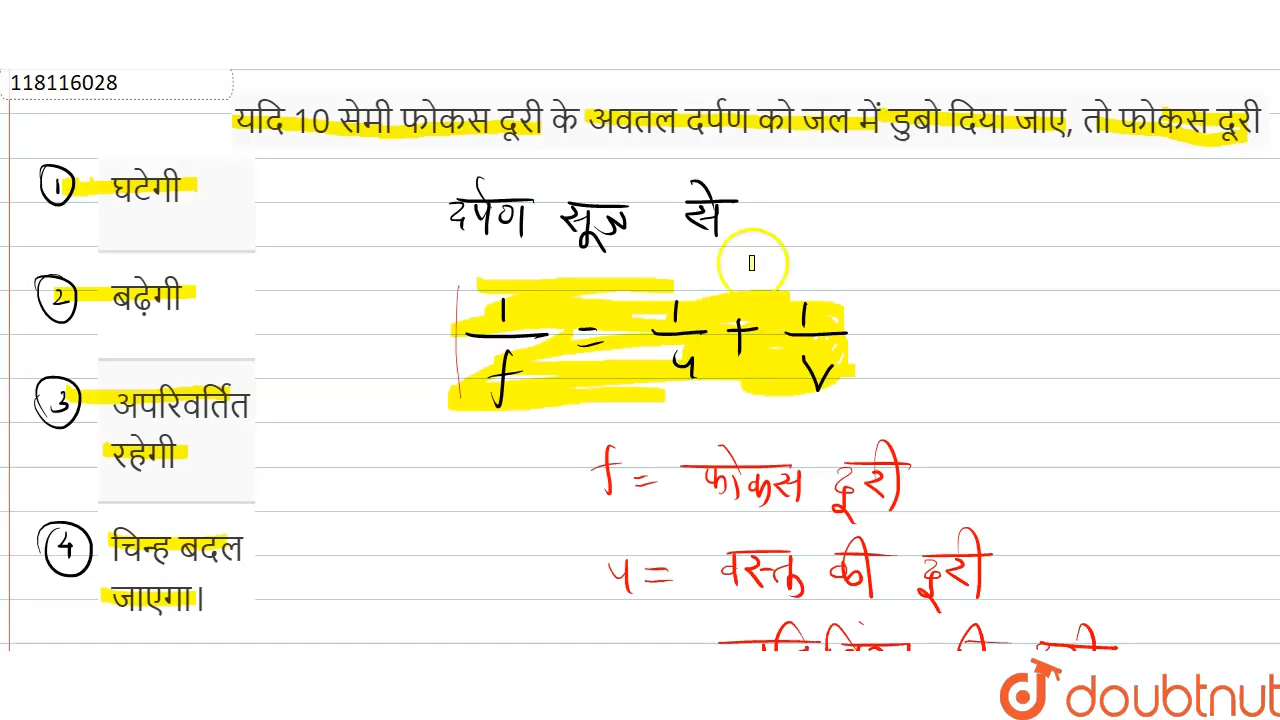 118116028
यदि 10 सेमी फोकस दूरी के अवतल दर्पण को जल में डुबो दिया जाए, तो फोकस दूरी
1 घटेगी
2 बढ़ेगी
3 अपरिवर्तित
रहेगी
4 चिन्ह बदल
जाएगा।
दर्पण सूत्र से
1/f = 1/u + 1/v
f = फोकस दूरी
u = वस्तु की दूरी
doubtnut